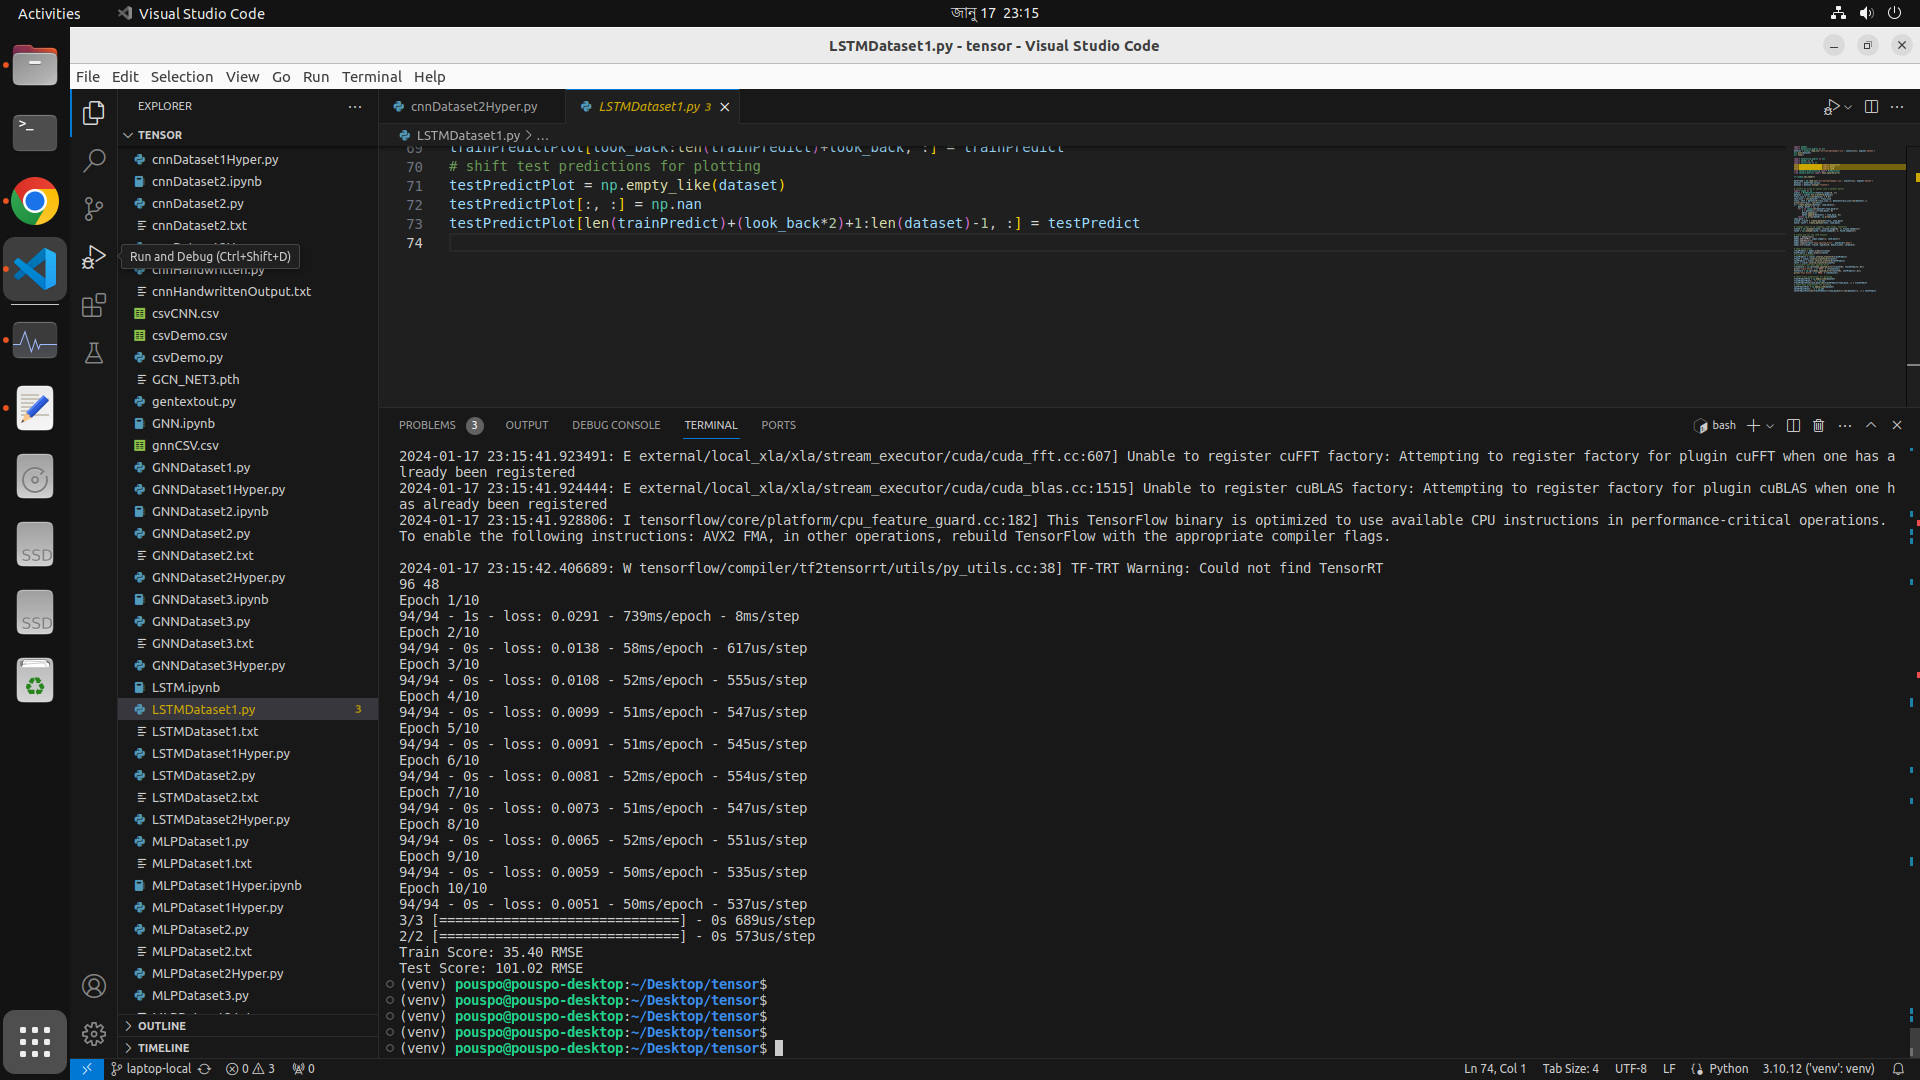 Activities
Visual Studio Code
জানু 17 23:15
LSTMDataset1.py - tensor - Visual Studio Code
File Edit Selection View Go Run Terminal Help
EXPLORER
TENSOR
cnnDataset1Hyper.py
cnnDataset2.ipynb
cnnDataset2.py
cnnDataset2.txt
Run and Debug (Ctrl+Shift+D)
cnnHandwritten.py
cnnHandwrittenOutput.txt
csvCNN.csv
csvDemo.csv
csvDemo.py
GCN_NET3.pth
gentextout.py
GNN.ipynb
gnnCSV.csv
GNNDataset1.py
GNNDataset1Hyper.py
GNNDataset2.ipynb
GNNDataset2.py
GNNDataset2.txt
GNNDataset2Hyper.py
GNNDataset3.ipynb
GNNDataset3.py
GNNDataset3.txt
GNNDataset3Hyper.py
LSTM.ipynb
LSTMDataset1.py 3
LSTMDataset1.txt
LSTMDataset1Hyper.py
LSTMDataset2.py
LSTMDataset2.txt
LSTMDataset2Hyper.py
MLPDataset1.py
MLPDataset1.txt
MLPDataset1Hyper.ipynb
MLPDataset1Hyper.py
MLPDataset2.py
MLPDataset2.txt
MLPDataset2Hyper.py
MLPDataset3.py
OUTLINE
TIMELINE
cnnDataset2Hyper.py
LSTMDataset1.py 3
LSTMDataset1.py > ...
69 trainPredictPlot[look_back:len(trainPredict)+look_back, :] = trainPredict
70 # shift test predictions for plotting
71 testPredictPlot = np.empty_like(dataset)
72 testPredictPlot[:, :] = np.nan
73 testPredictPlot[len(trainPredict)+(look_back*2)+1:len(dataset)-1, :] = testPredict
74
PROBLEMS 3 OUTPUT DEBUG CONSOLE TERMINAL PORTS
bash
2024-01-17 23:15:41.923491: E external/local_xla/xla/stream_executor/cuda/cuda_fft.cc:607] Unable to register cuFFT factory: Attempting to register factory for plugin cuFFT when one has a
lready been registered
2024-01-17 23:15:41.924444: E external/local_xla/xla/stream_executor/cuda/cuda_blas.cc:1515] Unable to register cuBLAS factory: Attempting to register factory for plugin cuBLAS when one h
as already been registered
2024-01-17 23:15:41.928806: I tensorflow/core/platform/cpu_feature_guard.cc:182] This TensorFlow binary is optimized to use available CPU instructions in performance-critical operations.
To enable the following instructions: AVX2 FMA, in other operations, rebuild TensorFlow with the appropriate compiler flags.
2024-01-17 23:15:42.406689: W tensorflow/compiler/tf2tensorrt/utils/py_utils.cc:38] TF-TRT Warning: Could not find TensorRT
96 48
Epoch 1/10
94/94 - 1s - loss: 0.0291 - 739ms/epoch - 8ms/step
Epoch 2/10
94/94 - 0s - loss: 0.0138 - 58ms/epoch - 617us/step
Epoch 3/10
94/94 - 0s - loss: 0.0108 - 52ms/epoch - 555us/step
Epoch 4/10
94/94 - 0s - loss: 0.0099 - 51ms/epoch - 547us/step
Epoch 5/10
94/94 - 0s - loss: 0.0091 - 51ms/epoch - 545us/step
Epoch 6/10
94/94 - 0s - loss: 0.0081 - 52ms/epoch - 554us/step
Epoch 7/10
94/94 - 0s - loss: 0.0073 - 51ms/epoch - 547us/step
Epoch 8/10
94/94 - 0s - loss: 0.0065 - 52ms/epoch - 551us/step
Epoch 9/10
94/94 - 0s - loss: 0.0059 - 50ms/epoch - 535us/step
Epoch 10/10
94/94 - 0s - loss: 0.0051 - 50ms/epoch - 537us/step
3/3 [==============================] - 0s 689us/step
2/2 [==============================] - 0s 573us/step
Train Score: 35.40 RMSE
Test Score: 101.02 RMSE
(venv) pouspo@pouspo-desktop:~/Desktop/tensor$
(venv) pouspo@pouspo-desktop:~/Desktop/tensor$
(venv) pouspo@pouspo-desktop:~/Desktop/tensor$
(venv) pouspo@pouspo-desktop:~/Desktop/tensor$
(venv) pouspo@pouspo-desktop:~/Desktop/tensor$
SSD
SSD
laptop-local 0 3 0
Ln 74, Col 1 Tab Size: 4 UTF-8 LF Python 3.10.12 ('venv': venv)